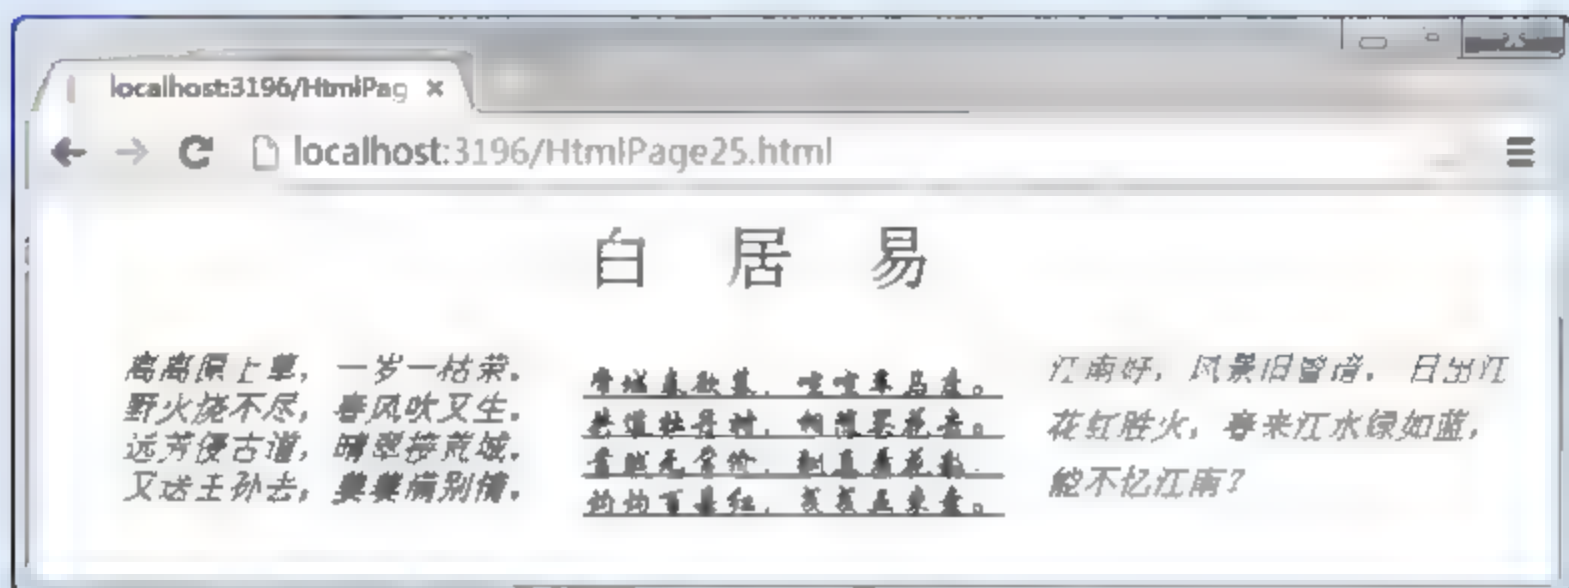 localhost:3196/HtmlPag
localhost:3196/HtmlPage25.html
白 居 易
离离原上草,一岁一枯荣。
野火烧不尽,春风吹又生。
远芳侵古道,晴翠接荒城。
又送王孙去,萋萋满别情。
帝城春欲暮,喧喧车马度。
共道牡丹时,相随买花去。
贵贱无常价,酬直看花数。
灼灼百朵红,戋戋五束素。
江南好,风景旧曾谙。日出江
花红胜火,春来江水绿如蓝,
能不忆江南?